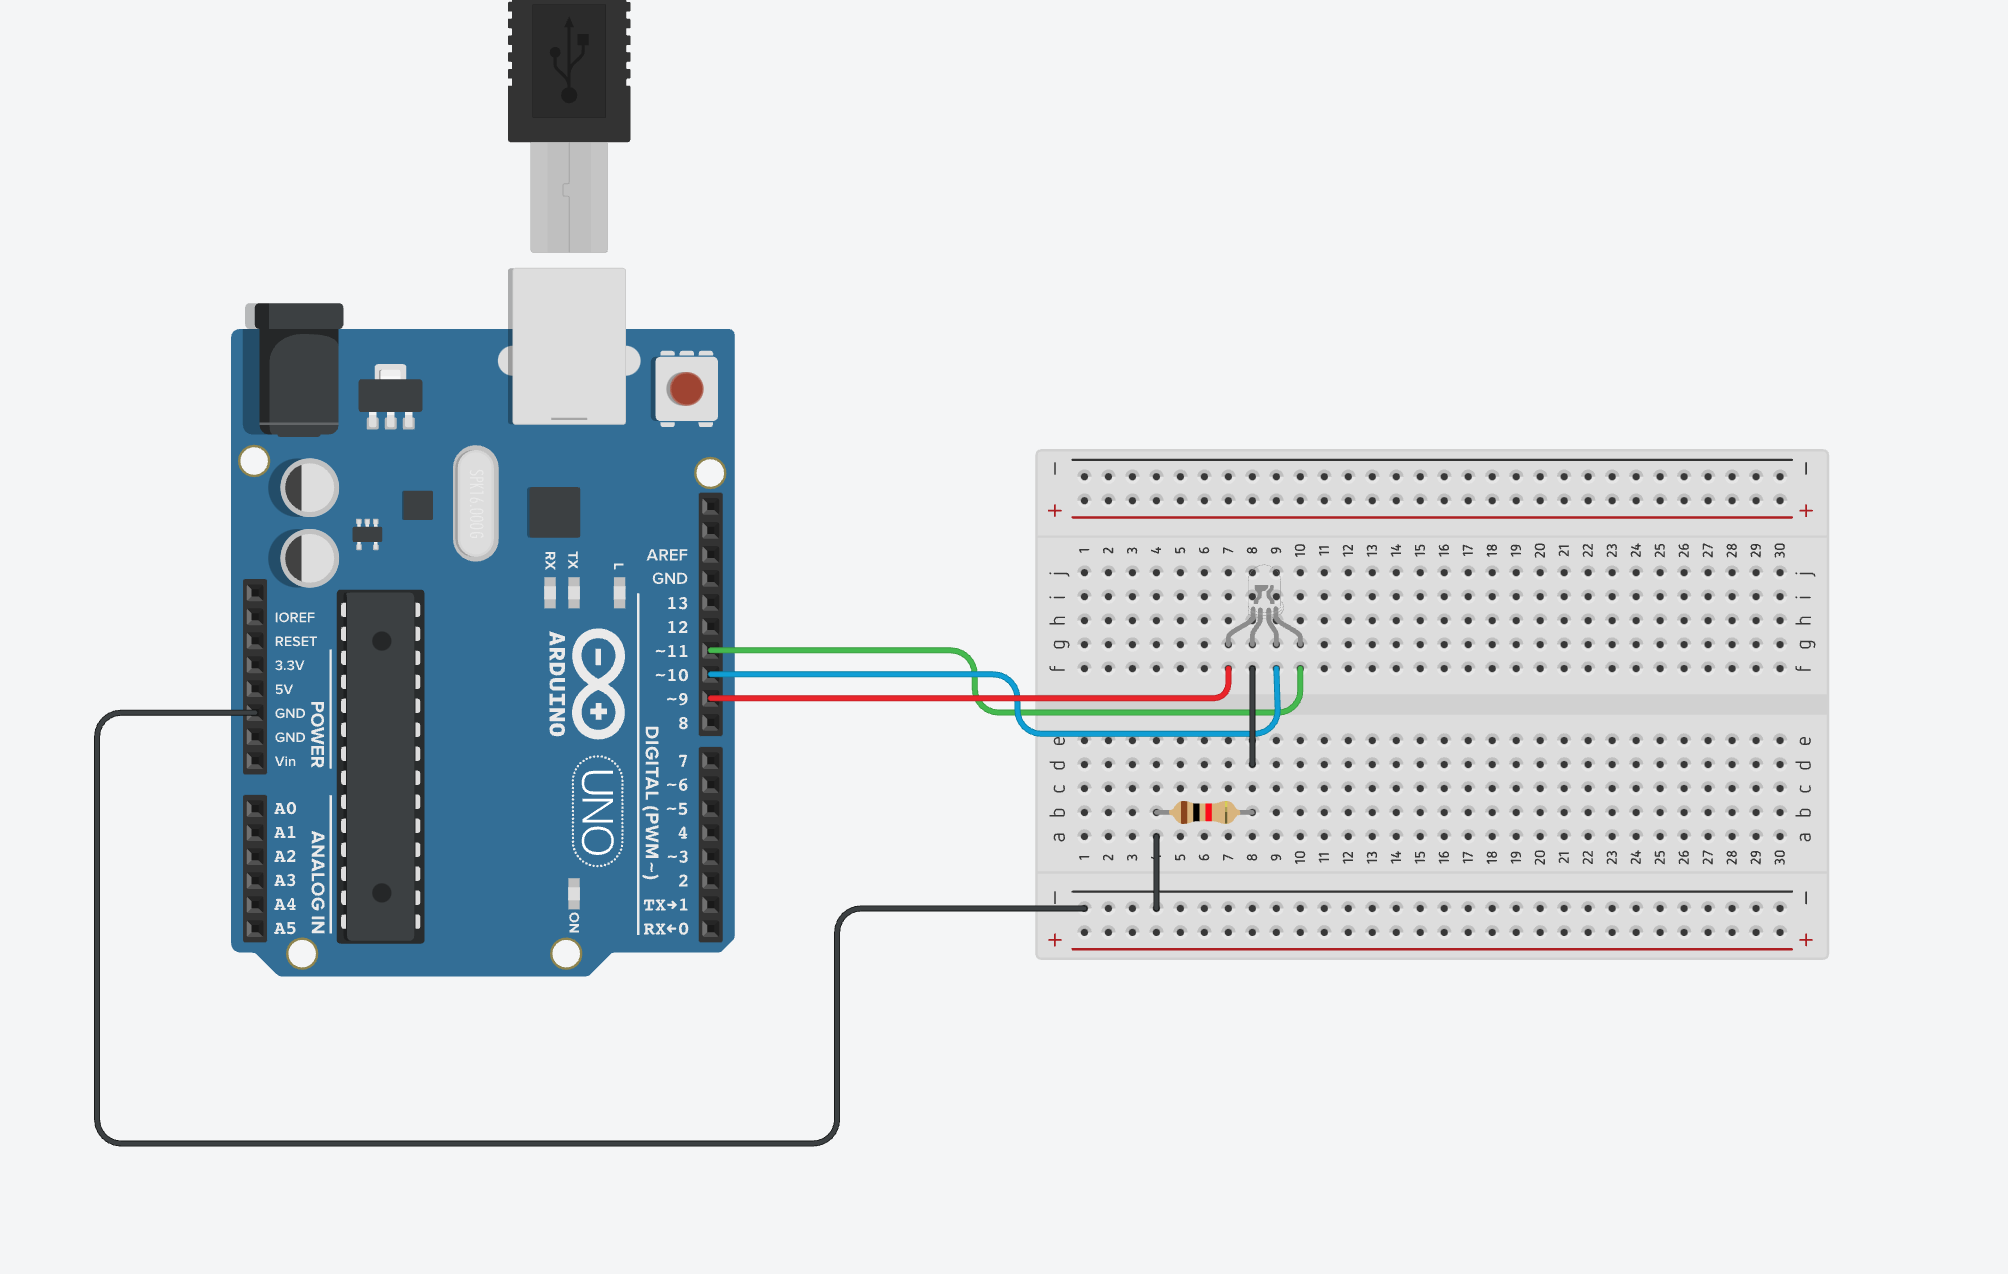 SPK16.000G
RX TX L
AREF
GND
13
12
~11
~10
~9
8
7
~6
~5
4
~3
2
TX→1
RX←0
DIGITAL (PWM~)
IOREF
RESET
3.3V
5V
GND
GND
Vin
POWER
A0
A1
A2
A3
A4
A5
ANALOG IN
ARDUINO
UNO
ON
− −
+ +
1 2 3 4 5 6 7 8 9 10 11 12 13 14 15 16 17 18 19 20 21 22 23 24 25 26 27 28 29 30
j j
i i
h h
g g
f f
e e
d d
c c
b b
a a
1 2 3 4 5 6 7 8 9 10 11 12 13 14 15 16 17 18 19 20 21 22 23 24 25 26 27 28 29 30
− −
+ +